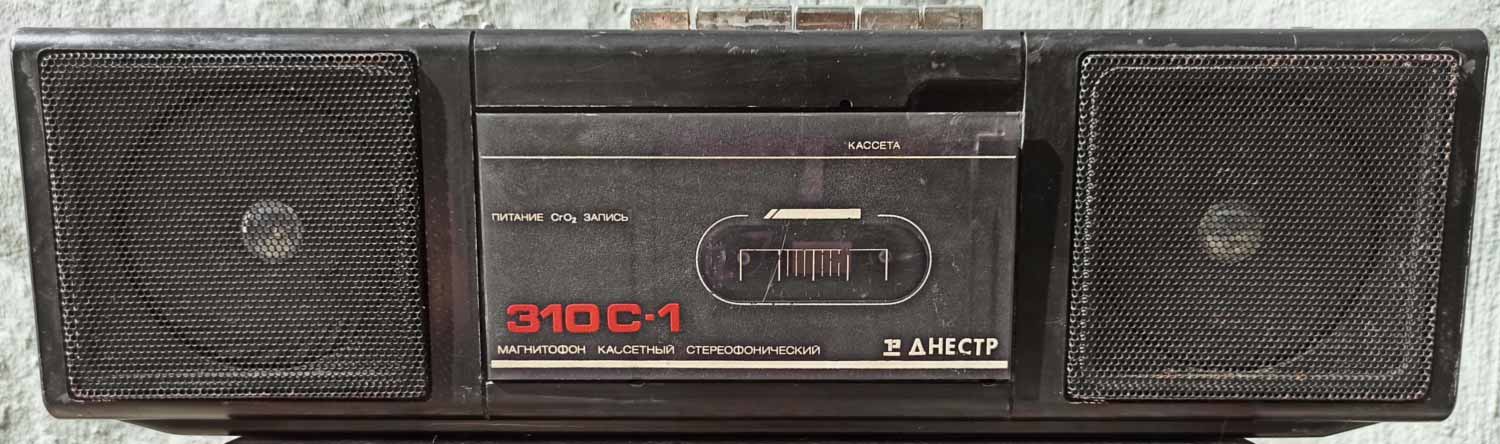 КАССЕТА
ПИТАНИЕ CrO₂ ЗАПИСЬ
310С-1
МАГНИТОФОН КАССЕТНЫЙ СТЕРЕОФОНИЧЕСКИЙ
ДНЕСТР